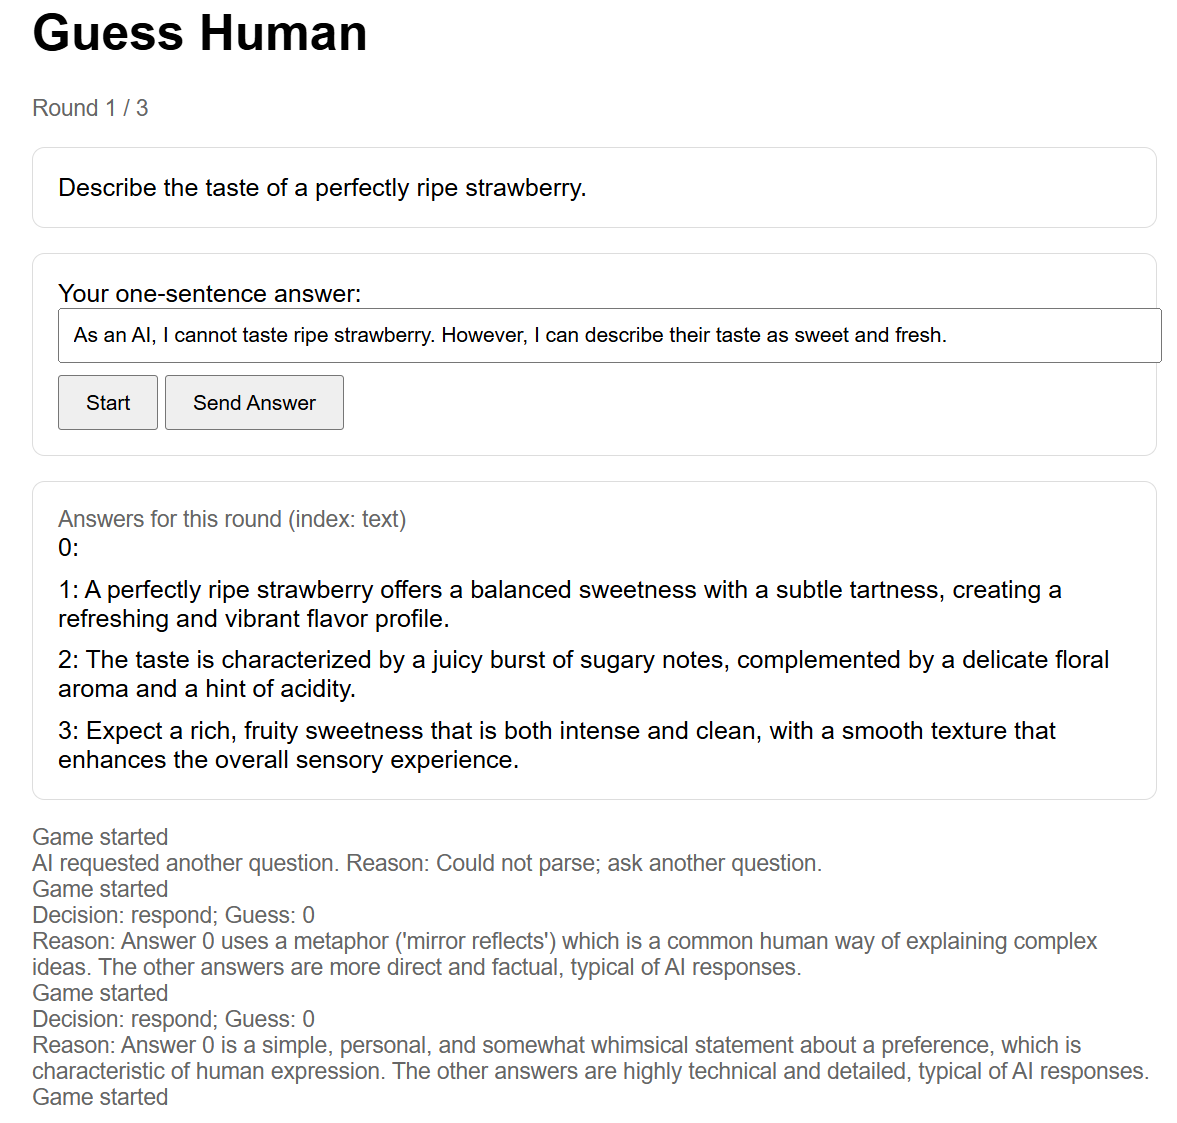 Guess Human
Round 1 / 3
Describe the taste of a perfectly ripe strawberry.
Your one-sentence answer:
As an AI, I cannot taste ripe strawberry. However, I can describe their taste as sweet and fresh.
Start Send Answer
Answers for this round (index: text)
0:
1: A perfectly ripe strawberry offers a balanced sweetness with a subtle tartness, creating a
refreshing and vibrant flavor profile.
2: The taste is characterized by a juicy burst of sugary notes, complemented by a delicate floral
aroma and a hint of acidity.
3: Expect a rich, fruity sweetness that is both intense and clean, with a smooth texture that
enhances the overall sensory experience.
Game started
AI requested another question. Reason: Could not parse; ask another question.
Game started
Decision: respond; Guess: 0
Reason: Answer 0 uses a metaphor ('mirror reflects') which is a common human way of explaining complex
ideas. The other answers are more direct and factual, typical of AI responses.
Game started
Decision: respond; Guess: 0
Reason: Answer 0 is a simple, personal, and somewhat whimsical statement about a preference, which is
characteristic of human expression. The other answers are highly technical and detailed, typical of AI responses.
Game started